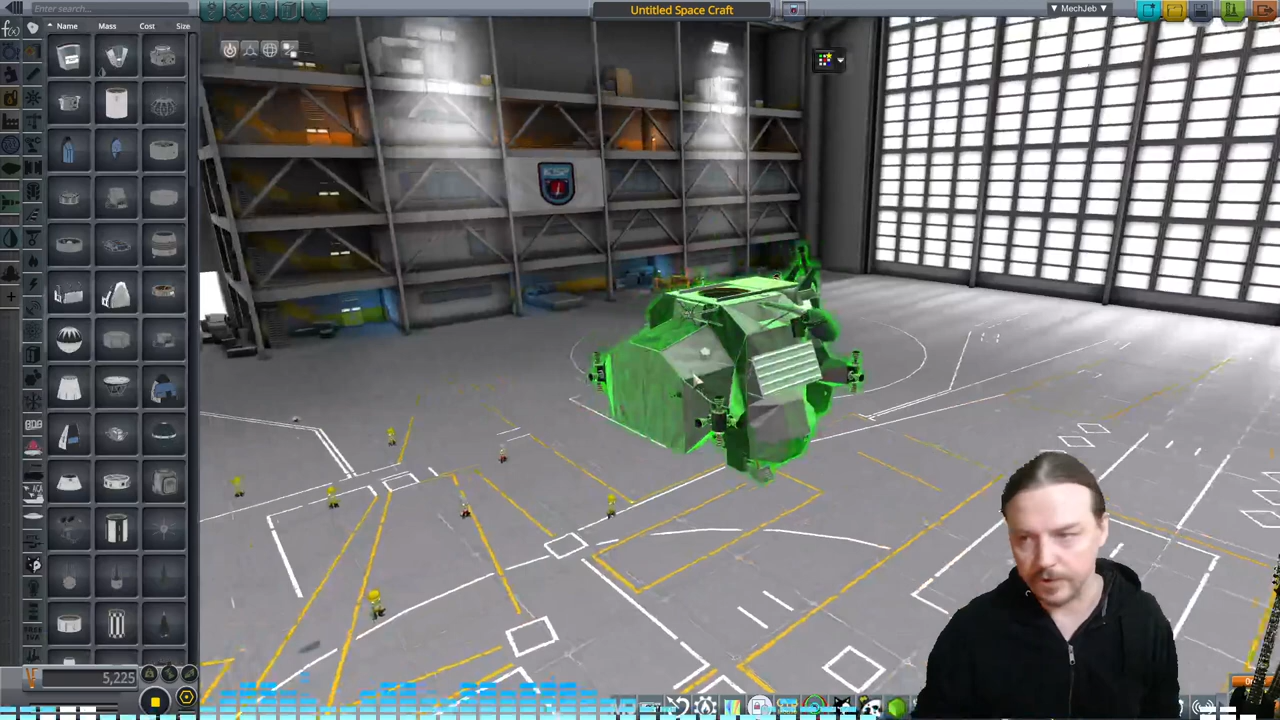 Enter search...
Untitled Space Craft
▼ MechJeb ▼
f(x)
Name Mass Cost Size
5,225